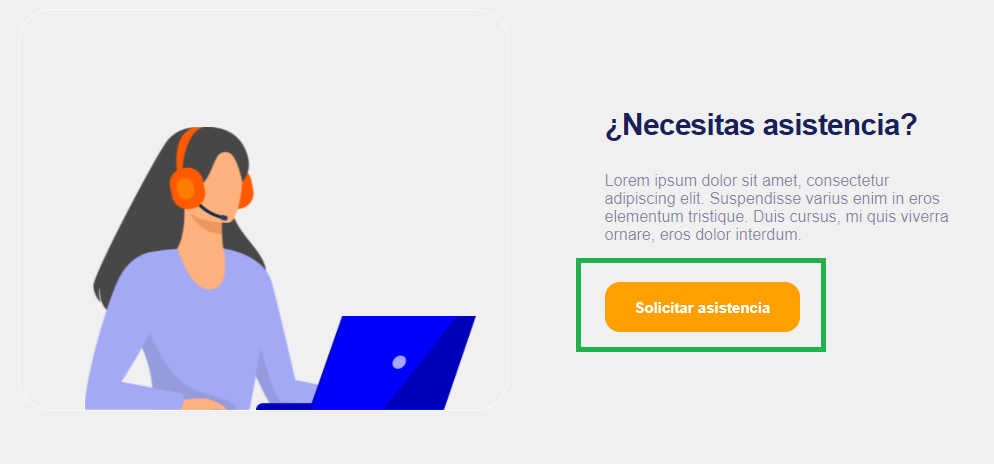 ¿Necesitas asistencia?
Lorem ipsum dolor sit amet, consectetur
adipiscing elit. Suspendisse varius enim in eros
elementum tristique. Duis cursus, mi quis viverra
ornare, eros dolor interdum.
Solicitar asistencia